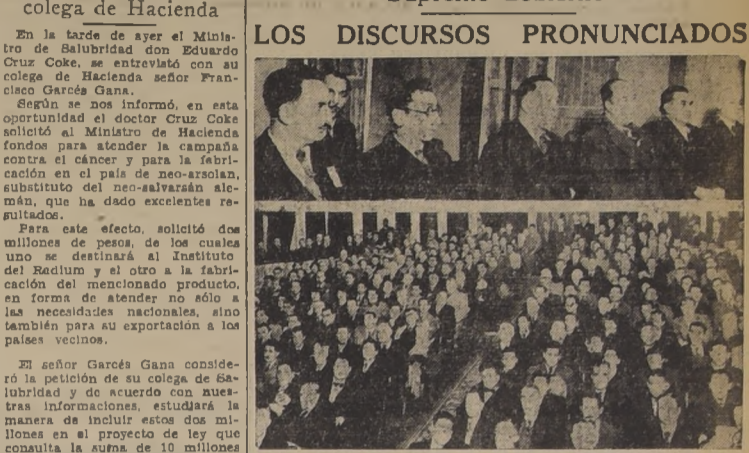 colega de Hacienda
En la tarde de ayer el Minis-
tro de Salubridad don Eduardo
Cruz Coke, se entrevistó con su
colega de Hacienda señor Fran-
cisco Garcés Gana.
Según se nos informó, en esta
oportunidad el doctor Cruz Coke
solicitó al Ministro de Hacienda
fondos para atender la campaña
contra el cáncer y para la fabri-
cación en el país de neo-arsolan,
substituto del neo-salvarsán ale-
mán, que ha dado excelentes re-
sultados.
Para este efecto, solicitó dos
millones de pesos, de los cuales
uno se destinará al Instituto
del Radium y el otro a la fabri-
cación del mencionado producto,
en forma de atender no sólo a
las necesidades nacionales, sino
también para su exportación a los
países vecinos.
El señor Garcés Gana conside-
ró la petición de su colega de Sa-
lubridad y de acuerdo con nues-
tras informaciones, estudiará la
manera de incluir estos dos mi-
llones en el proyecto de ley que
consulta la suma de 10 millones
LOS DISCURSOS PRONUNCIADOS